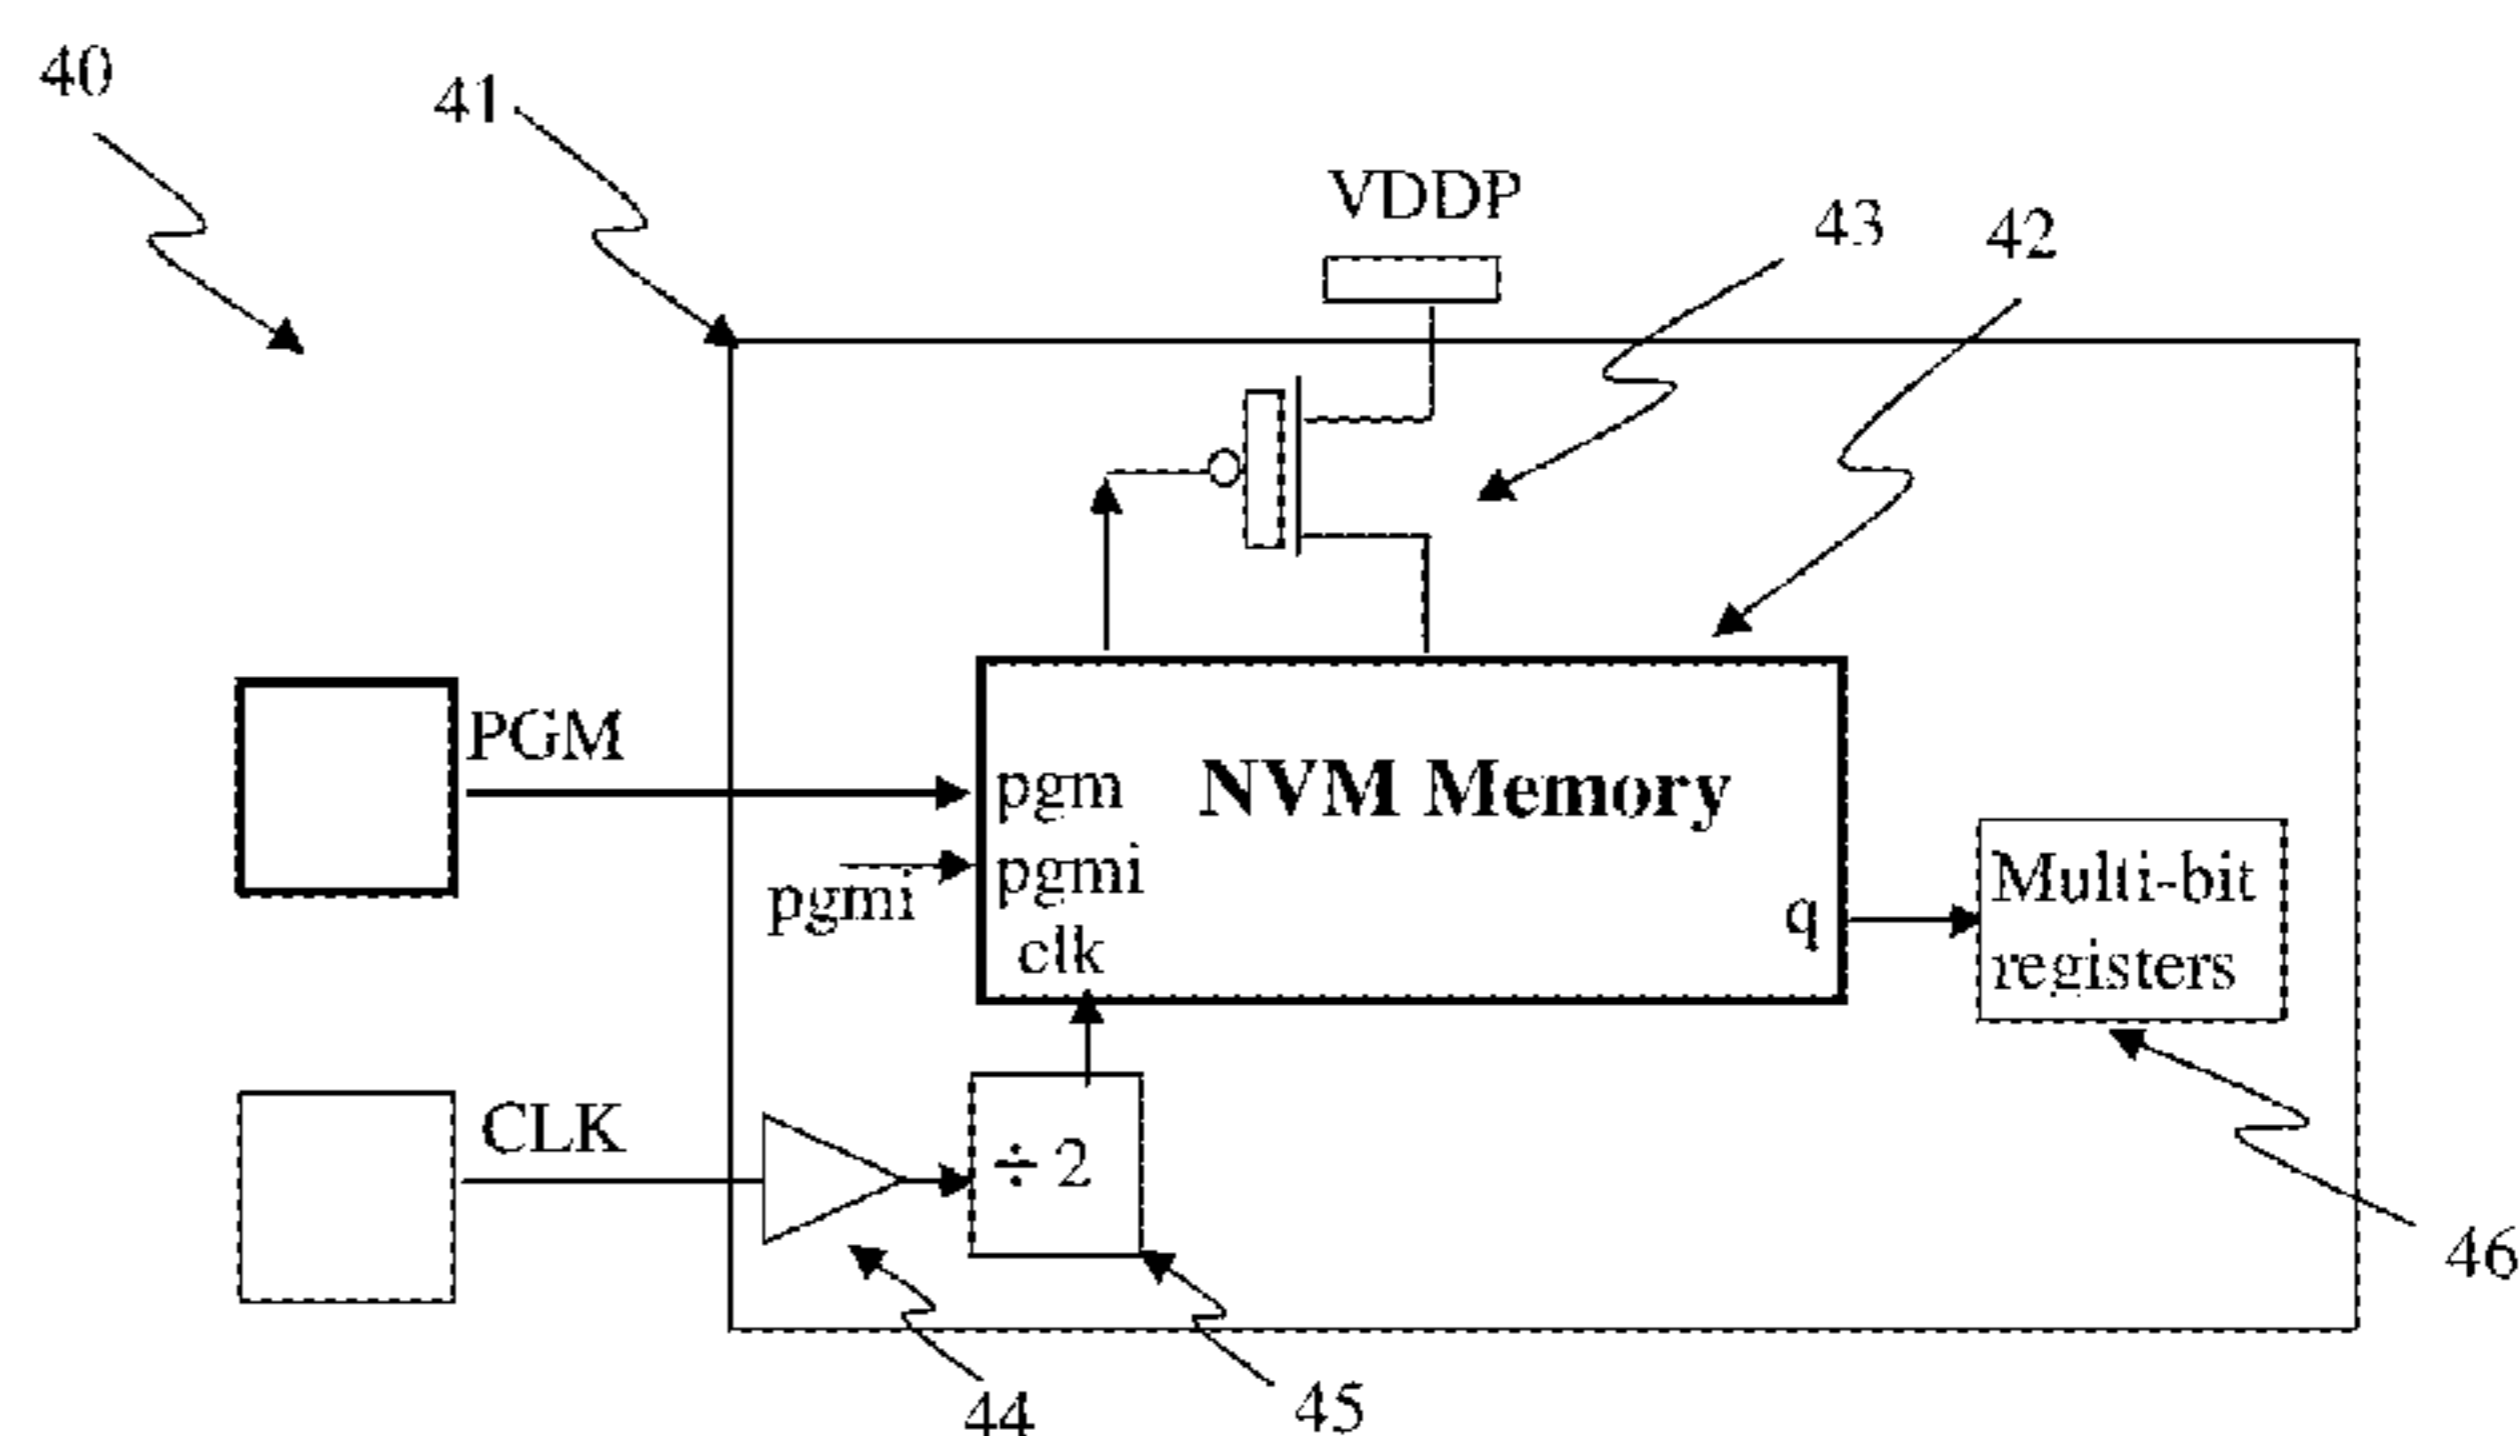 40
41
VDDP
43
42
PGM
pgm
NVM Memory
pgmi
pgmi
clk
q
Multi-bit
registers
CLK
÷ 2
46
44
45